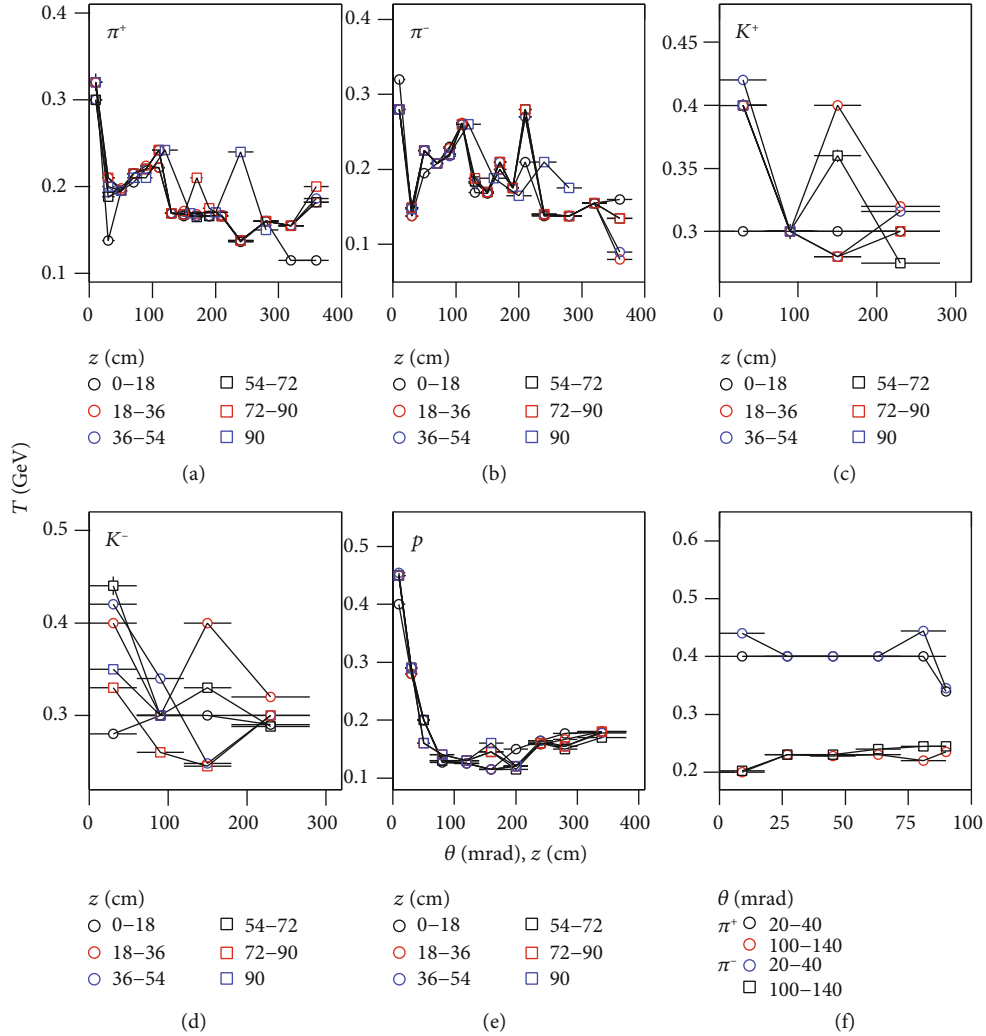 0.4
0.3
0.2
0.1
π+
0 100 200 300 400
z (cm)
0−18 54−72
18−36 72−90
36−54 90
(a)
0.4
0.3
0.2
0.1
π−
0 100 200 300 400
z (cm)
0−18 54−72
18−36 72−90
36−54 90
(b)
0.45
0.4
0.35
0.3
K+
0 100 200 300
z (cm)
0−18 54−72
18−36 72−90
36−54 90
(c)
T (GeV)
0.5
0.4
0.3
K−
0 100 200 300
z (cm)
0−18 54−72
18−36 72−90
36−54 90
(d)
0.5
0.4
0.3
0.2
0.1
p
0 100 200 300 400
θ (mrad), z (cm)
z (cm)
0−18 54−72
18−36 72−90
36−54 90
(e)
0.6
0.5
0.4
0.3
0.2
0 25 50 75 100
θ (mrad)
π+ 20−40
100−140
π− 20−40
100−140
(f)